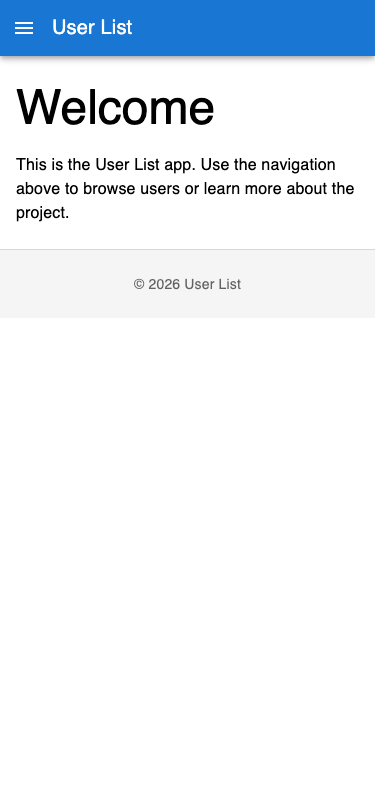 User List
Welcome
This is the User List app. Use the navigation
above to browse users or learn more about the
project.
© 2026 User List